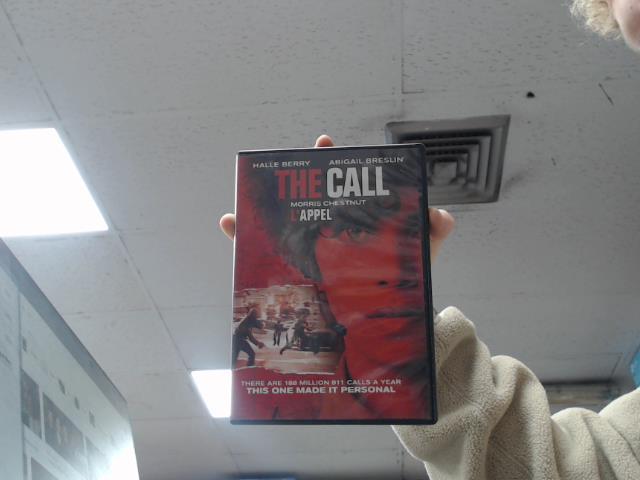 HALLE BERRY ABIGAIL BRESLIN
THE CALL
MORRIS CHESTNUT
L'APPEL
THERE ARE 188 MILLION 911 CALLS A YEAR
THIS ONE MADE IT PERSONAL